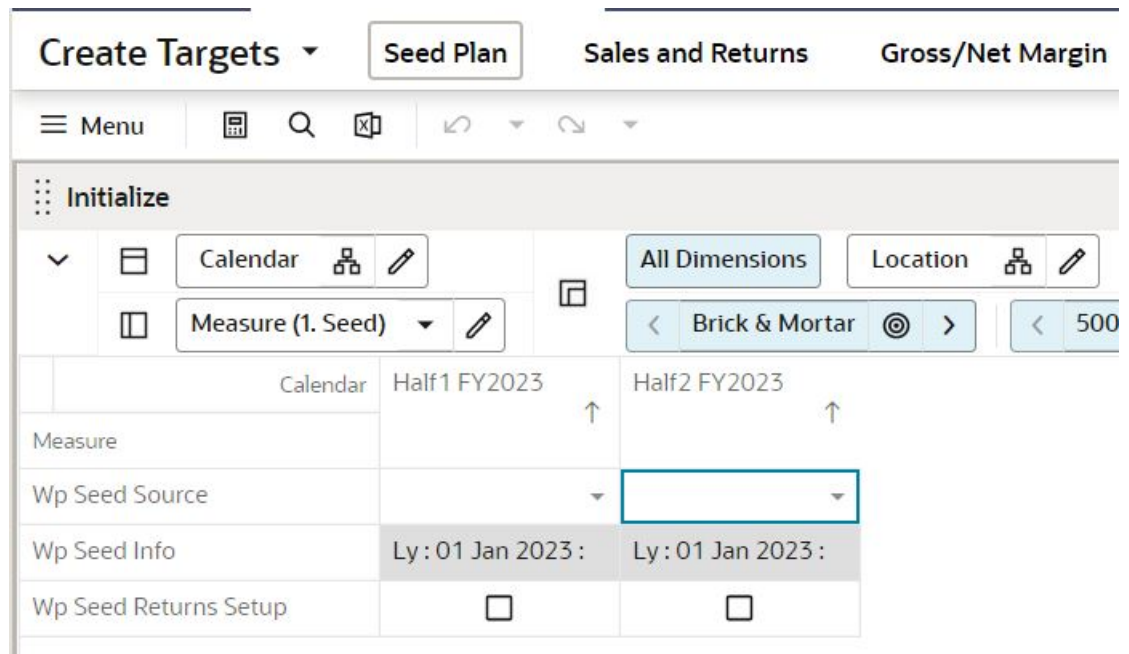 Create Targets Seed Plan Sales and Returns Gross/Net Margin
Menu
Initialize
Calendar All Dimensions Location
Measure (1. Seed) Brick & Mortar 500
Calendar Half1 FY2023 Half2 FY2023
Measure
Wp Seed Source
Wp Seed Info Ly : 01 Jan 2023 : Ly : 01 Jan 2023 :
Wp Seed Returns Setup